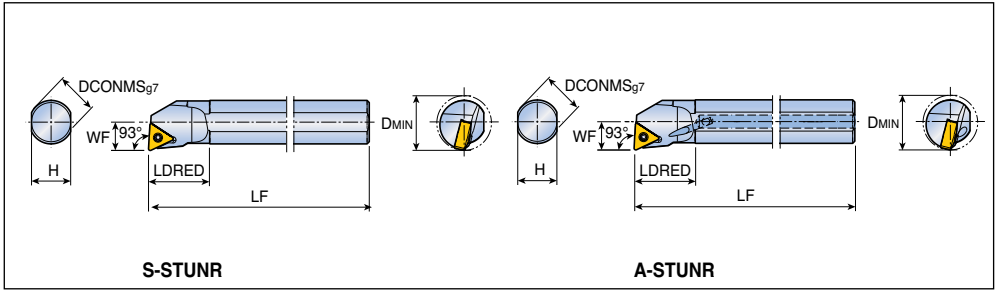 DCONMSg7
WF
93°
H
LDRED
LF
DMIN
S-STUNR
DCONMSg7
WF
93°
H
LDRED
LF
DMIN
A-STUNR